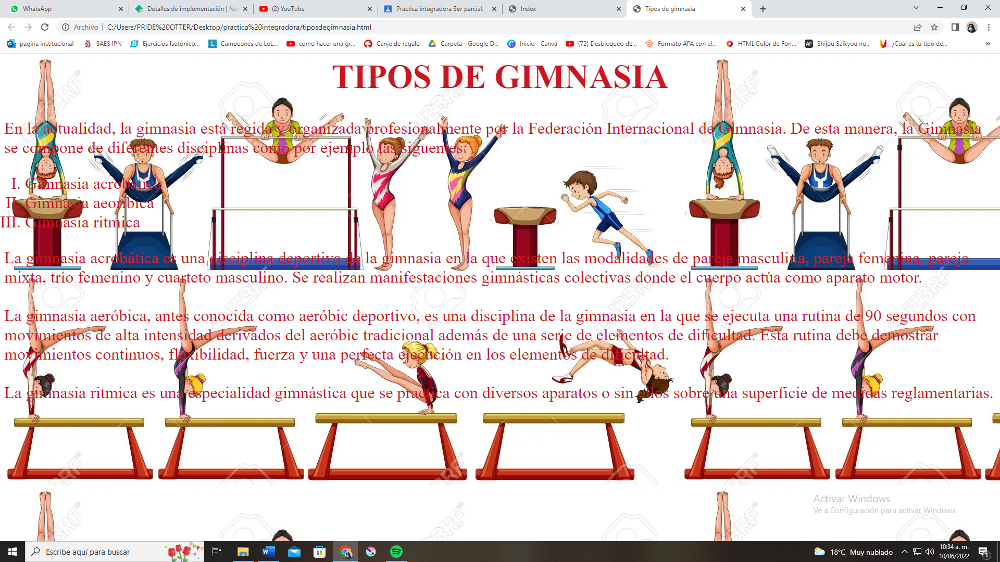 WhatsApp
Detalles de implementación | Net
(2) YouTube
Practica integradora 3er parcial.
Index
Tipos de gimnasia
Archivo
C:/Users/PRIDE%20OTTER/Desktop/practica%20integradora/tiposdegimnasia.html
pagina institucional
SAES IPN
Ejercicios Isotónico...
Campeones de LoL...
como hacer una gr...
Canje de regalo
Carpeta - Google D...
Inicio - Canva
(72) Desbloqueo de...
Formato APA con el...
HTML Color de Fon...
Shijou Saikyou no...
¿Cuál es tu tipo de...
»
TIPOS DE GIMNASIA
En la actualidad, la gimnasia está regida y organizada profesionalmente por la Federación Internacional de Gimnasia. De esta manera, la Gimnasia
se compone de diferentes disciplinas como por ejemplo las siguentes:
I. Gimnasia acrobatica
II. Gimnasia aeoribica
III. Gimnasia ritmica
La gimnasia acrobática es una disciplina deportiva de la gimnasia en la que existen las modalidades de pareja masculina, pareja femenina, pareja
mixta, trío femenino y cuarteto masculino. Se realizan manifestaciones gimnásticas colectivas donde el cuerpo actúa como aparato motor.
La gimnasia aeróbica, antes conocida como aeróbic deportivo, es una disciplina de la gimnasia en la que se ejecuta una rutina de 90 segundos con
movimientos de alta intensidad derivados del aeróbic tradicional además de una serie de elementos de dificultad. Esta rutina debe demostrar
movimientos continuos, flexibilidad, fuerza y una perfecta ejecución en los elementos de dificultad.
La gimnasia ritmica es una especialidad gimnástica que se practica con diversos aparatos o sin ellos sobre una superficie de medidas reglamentarias.
123RF
Activar Windows
Ve a Configuración para activar Windows.
Escribe aquí para buscar
18°C Muy nublado
10:34 a. m.
10/06/2022
1